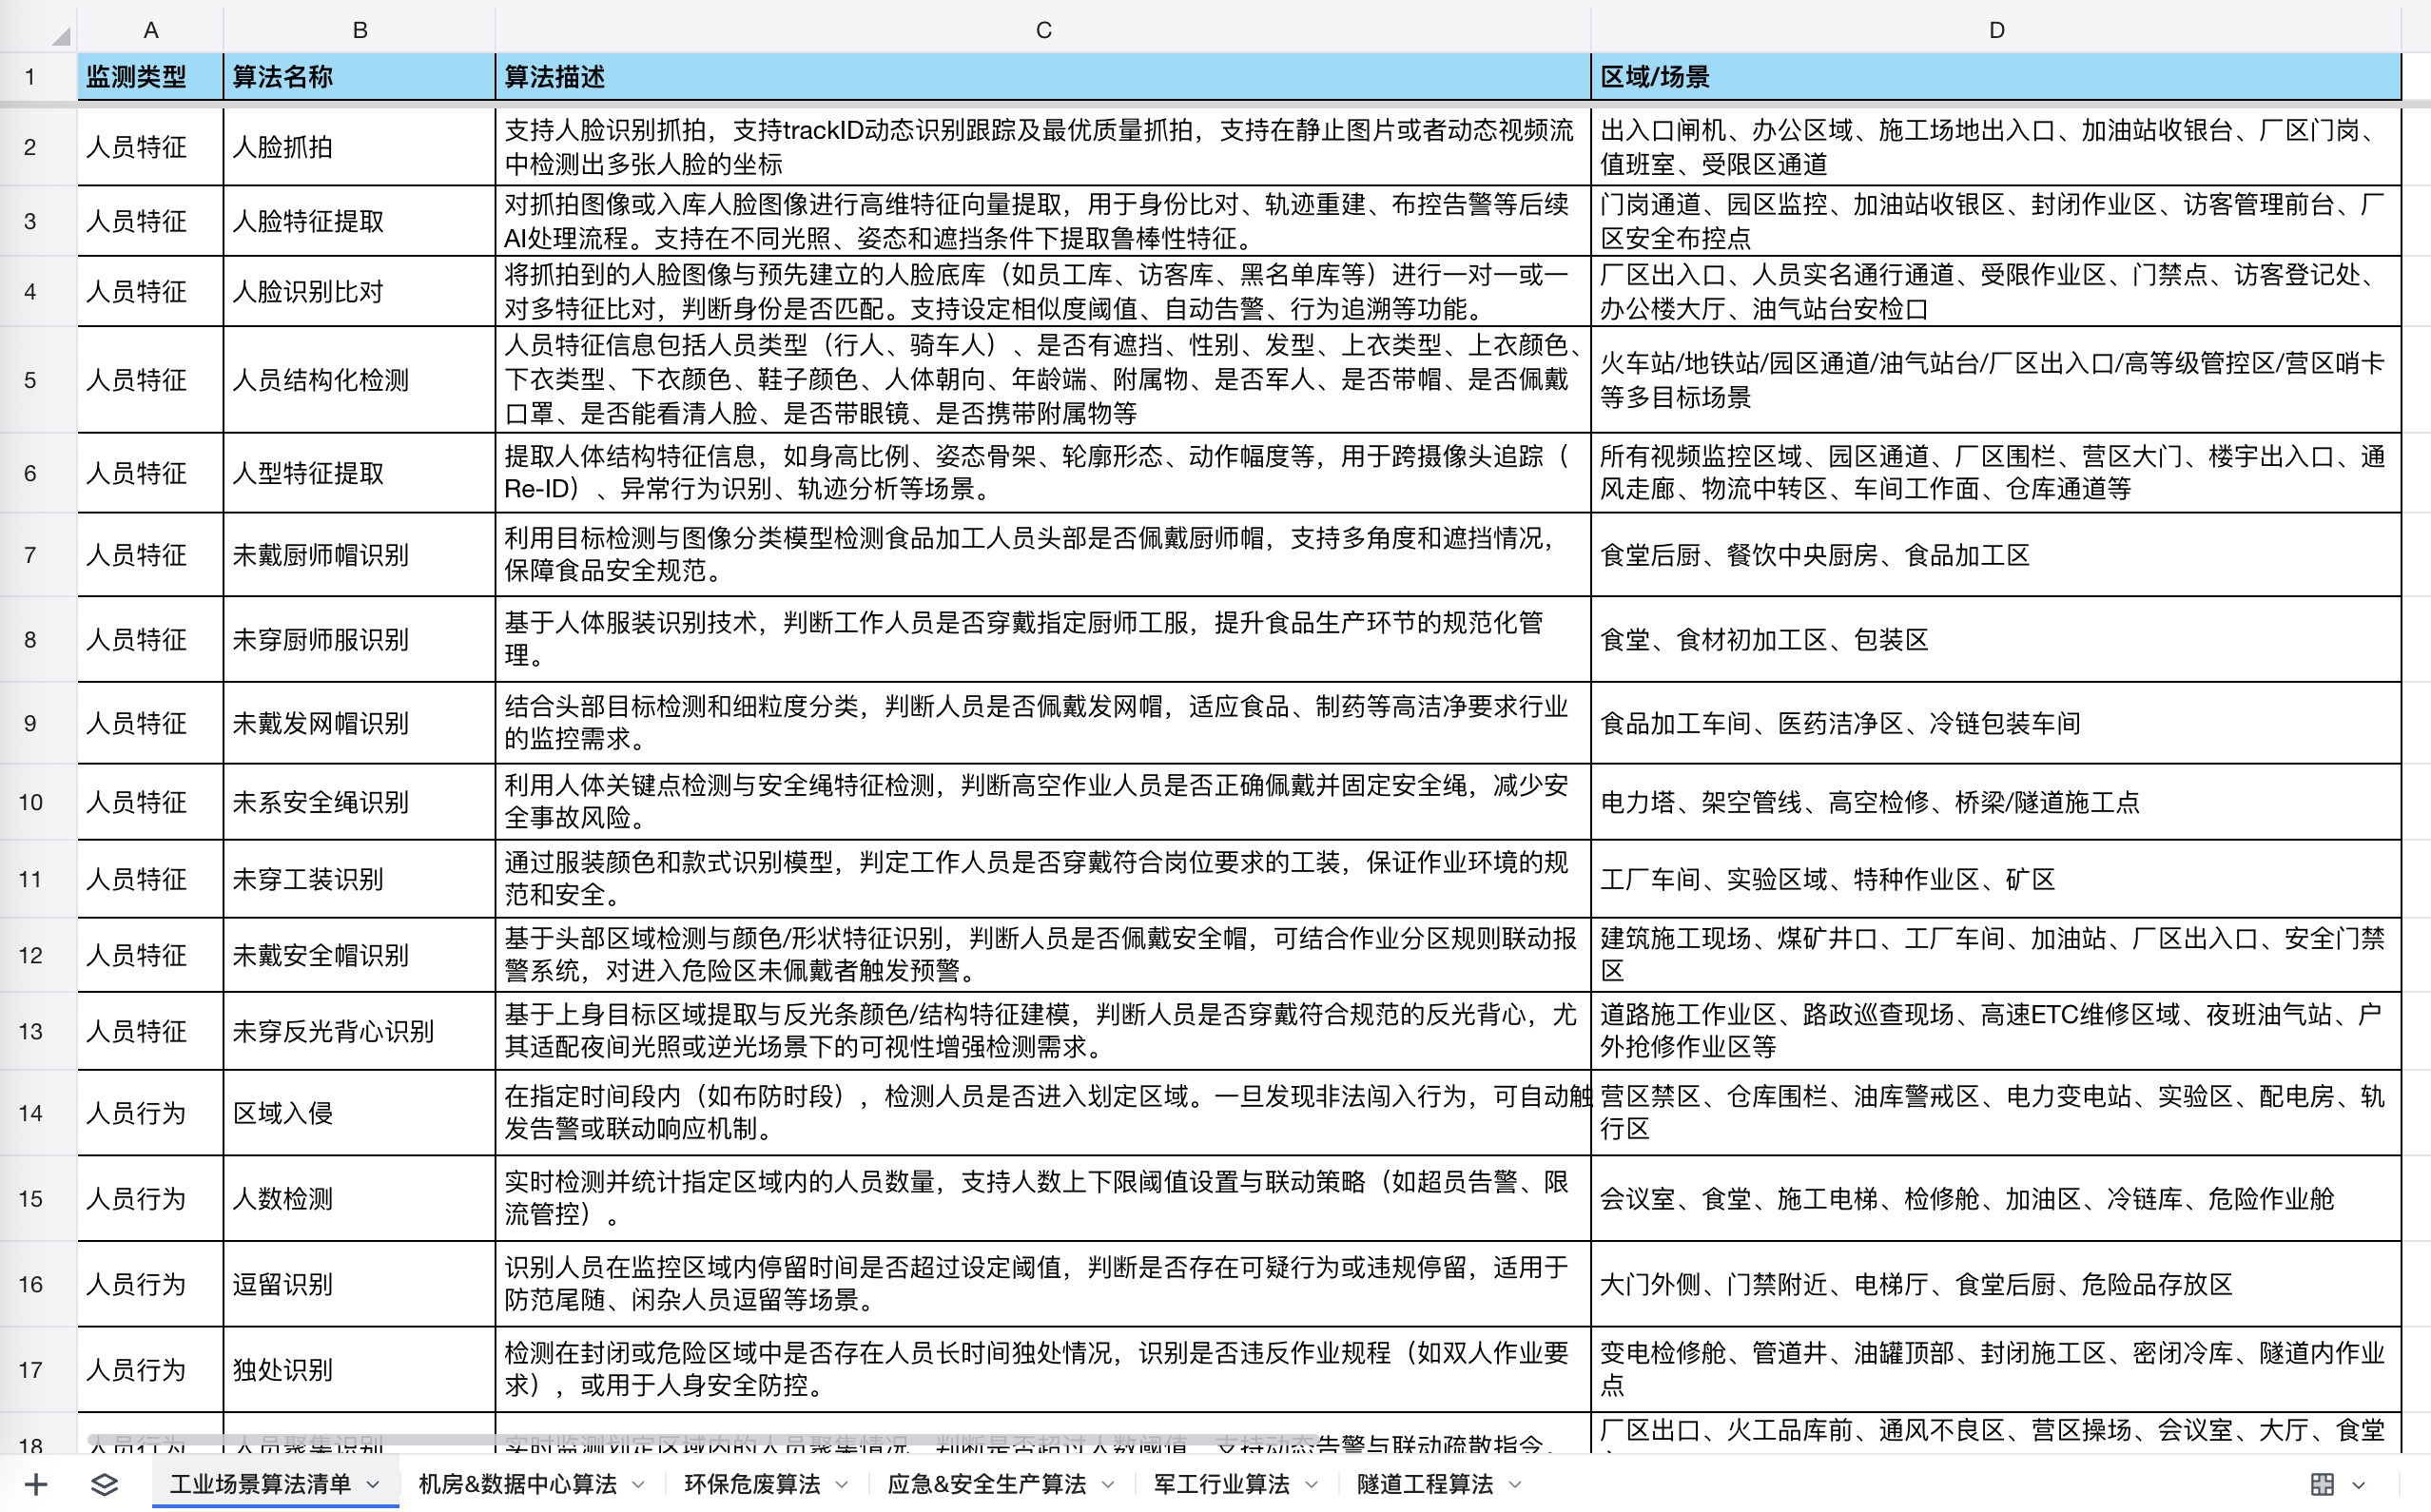 A B C D
1 监测类型 算法名称 算法描述 区域/场景
2 人员特征 人脸抓拍 支持人脸识别抓拍，支持trackID动态识别跟踪及最优质量抓拍，支持在静止图片或者动态视频流
中检测出多张人脸的坐标
出入口闸机、办公区域、施工场地出入口、加油站收银台、厂区门岗、
值班室、受限区通道
3 人员特征 人脸特征提取 对抓拍图像或入库人脸图像进行高维特征向量提取，用于身份比对、轨迹重建、布控告警等后续
AI处理流程。支持在不同光照、姿态和遮挡条件下提取鲁棒性特征。
门岗通道、园区监控、加油站收银区、封闭作业区、访客管理前台、厂
区安全布控点
4 人员特征 人脸识别比对 将抓拍到的人脸图像与预先建立的人脸底库（如员工库、访客库、黑名单库等）进行一对一或一
对多特征比对，判断身份是否匹配。支持设定相似度阈值、自动告警、行为追溯等功能。
厂区出入口、人员实名通行通道、受限作业区、门禁点、访客登记处、
办公楼大厅、油气站台安检口
5 人员特征 人员结构化检测 人员特征信息包括人员类型（行人、骑车人）、是否有遮挡、性别、发型、上衣类型、上衣颜色、
下衣类型、下衣颜色、鞋子颜色、人体朝向、年龄端、附属物、是否军人、是否带帽、是否佩戴
口罩、是否能看清人脸、是否带眼镜、是否携带附属物等
火车站/地铁站/园区通道/油气站台/厂区出入口/高等级管控区/营区哨卡
等多目标场景
6 人员特征 人型特征提取 提取人体结构特征信息，如身高比例、姿态骨架、轮廓形态、动作幅度等，用于跨摄像头追踪（
Re-ID）、异常行为识别、轨迹分析等场景。
所有视频监控区域、园区通道、厂区围栏、营区大门、楼宇出入口、通
风走廊、物流中转区、车间工作面、仓库通道等
7 人员特征 未戴厨师帽识别 利用目标检测与图像分类模型检测食品加工人员头部是否佩戴厨师帽，支持多角度和遮挡情况，
保障食品安全规范。
食堂后厨、餐饮中央厨房、食品加工区
8 人员特征 未穿厨师服识别 基于人体服装识别技术，判断工作人员是否穿戴指定厨师工服，提升食品生产环节的规范化管
理。
食堂、食材初加工区、包装区
9 人员特征 未戴发网帽识别 结合头部目标检测和细粒度分类，判断人员是否佩戴发网帽，适应食品、制药等高洁净要求行业
的监控需求。
食品加工车间、医药洁净区、冷链包装车间
10 人员特征 未系安全绳识别 利用人体关键点检测与安全绳特征检测，判断高空作业人员是否正确佩戴并固定安全绳，减少安
全事故风险。
电力塔、架空管线、高空检修、桥梁/隧道施工点
11 人员特征 未穿工装识别 通过服装颜色和款式识别模型，判定工作人员是否穿戴符合岗位要求的工装，保证作业环境的规
范和安全。
工厂车间、实验区域、特种作业区、矿区
12 人员特征 未戴安全帽识别 基于头部区域检测与颜色/形状特征识别，判断人员是否佩戴安全帽，可结合作业分区规则联动报
警系统，对进入危险区未佩戴者触发预警。
建筑施工现场、煤矿井口、工厂车间、加油站、厂区出入口、安全门禁
区
13 人员特征 未穿反光背心识别 基于上身目标区域提取与反光条颜色/结构特征建模，判断人员是否穿戴符合规范的反光背心，尤
其适配夜间光照或逆光场景下的可视性增强检测需求。
道路施工作业区、路政巡查现场、高速ETC维修区域、夜班油气站、户
外抢修作业区等
14 人员行为 区域入侵 在指定时间段内（如布防时段），检测人员是否进入划定区域。一旦发现非法闯入行为，可自动触
发告警或联动响应机制。
营区禁区、仓库围栏、油库警戒区、电力变电站、实验区、配电房、轨
行区
15 人员行为 人数检测 实时检测并统计指定区域内的人员数量，支持人数上下限阈值设置与联动策略（如超员告警、限
流管控）。
会议室、食堂、施工电梯、检修舱、加油区、冷链库、危险作业舱
16 人员行为 逗留识别 识别人员在监控区域内停留时间是否超过设定阈值，判断是否存在可疑行为或违规停留，适用于
防范尾随、闲杂人员逗留等场景。
大门外侧、门禁附近、电梯厅、食堂后厨、危险品存放区
17 人员行为 独处识别 检测在封闭或危险区域中是否存在人员长时间独处情况，识别是否违反作业规程（如双人作业要
求），或用于人身安全防控。
变电检修舱、管道井、油罐顶部、封闭施工区、密闭冷库、隧道内作业
点
18 人员行为 人员聚集识别 实时监测划定区域内的人员聚集情况，判断是否超过人数阈值，支持动态告警与联动疏散指令。
厂区出口、火工品库前、通风不良区、营区操场、会议室、大厅、食堂
工业场景算法清单 机房&数据中心算法 环保危废算法 应急&安全生产算法 军工行业算法 隧道工程算法